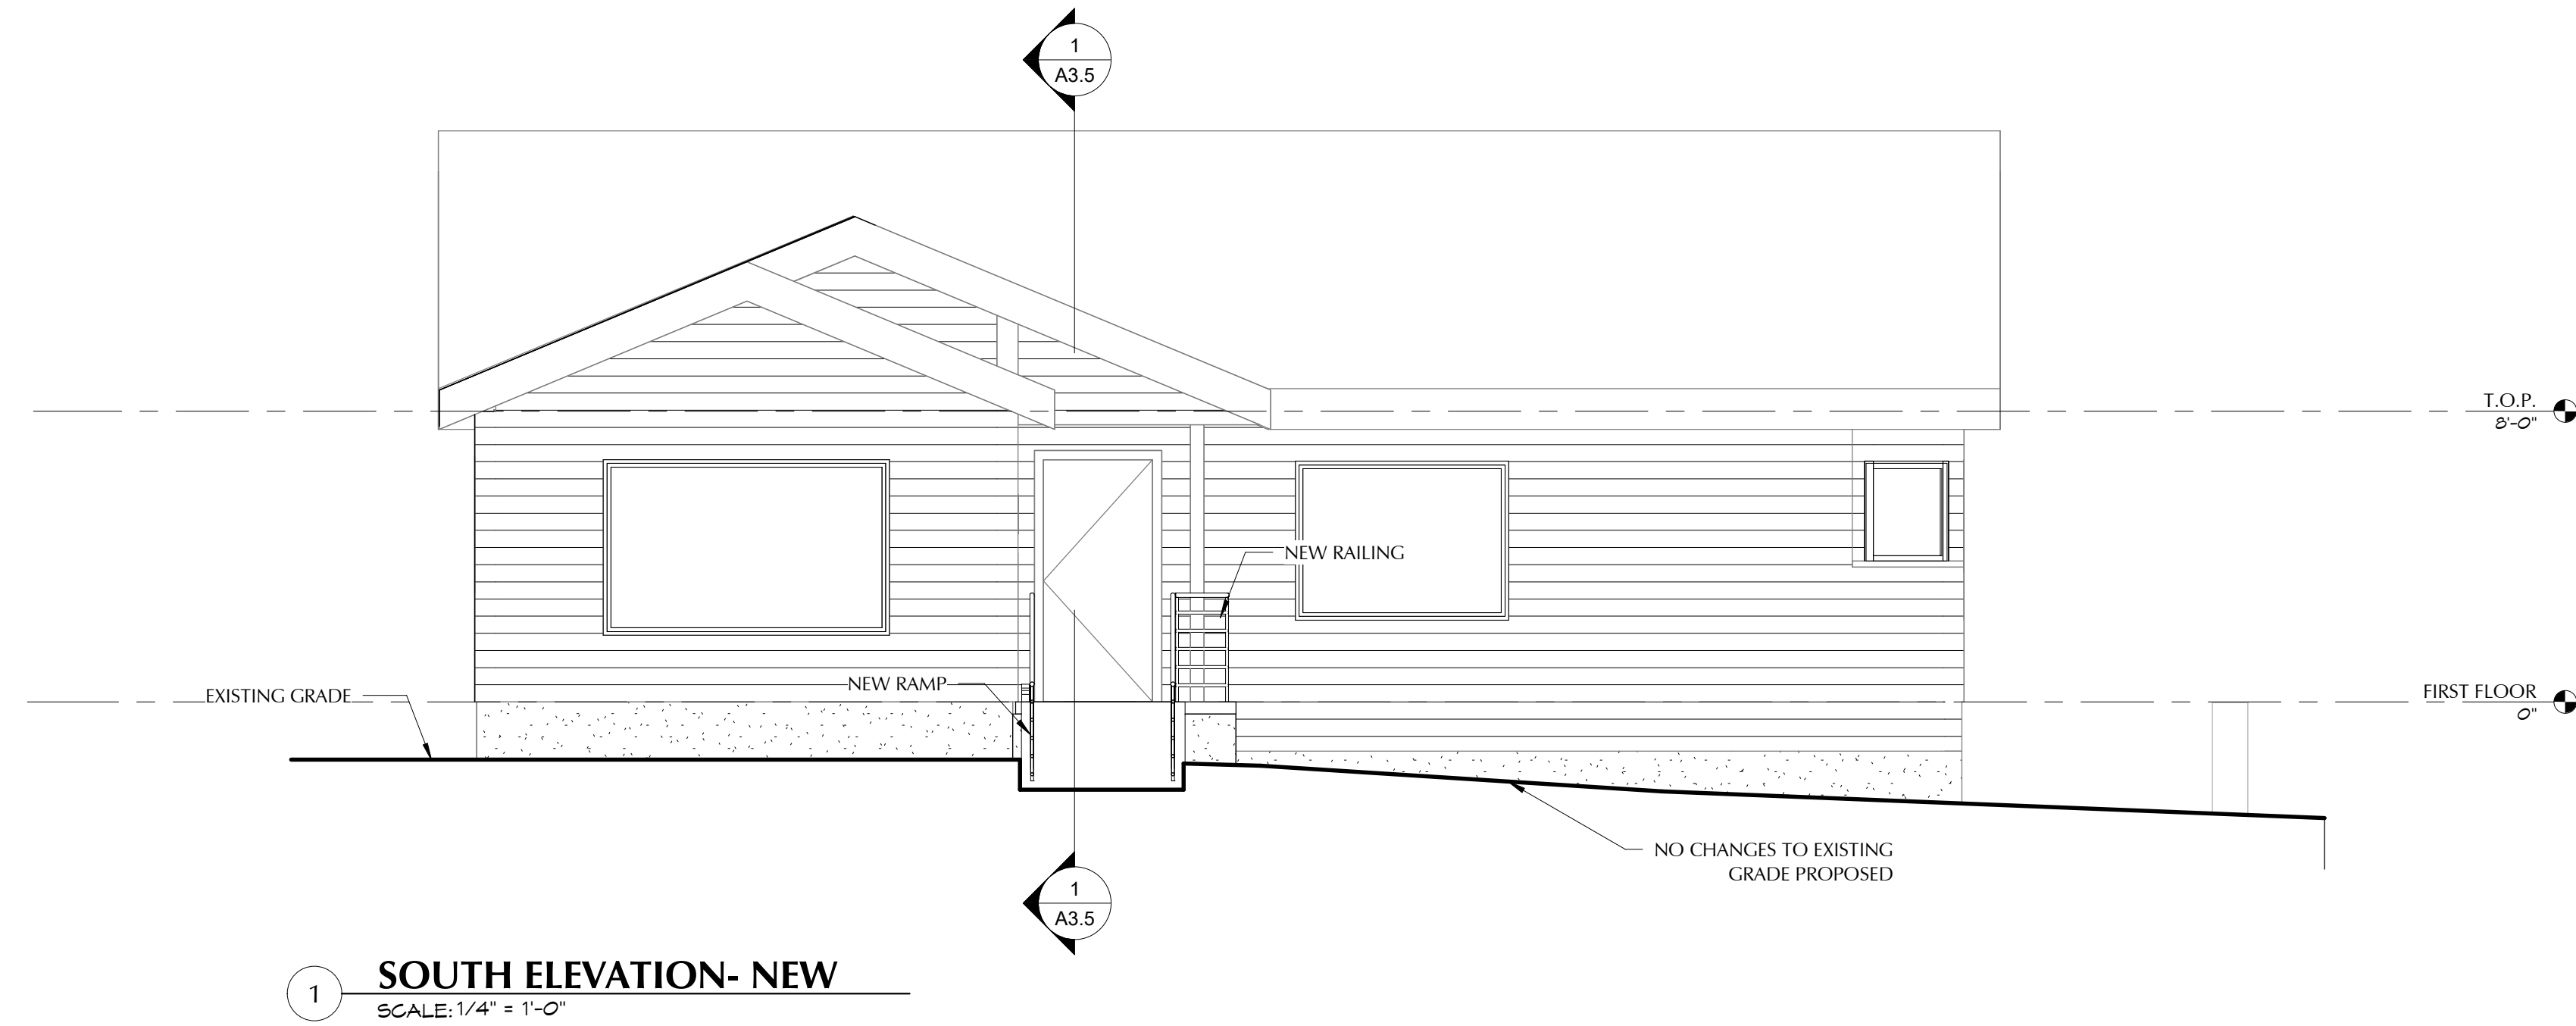 1
A3.5
T.O.P.
8'-0"
NEW RAILING
NEW RAMP
EXISTING GRADE
FIRST FLOOR
0"
NO CHANGES TO EXISTING
GRADE PROPOSED
1
A3.5
1
SOUTH ELEVATION- NEW
SCALE: 1/4" = 1'-0"